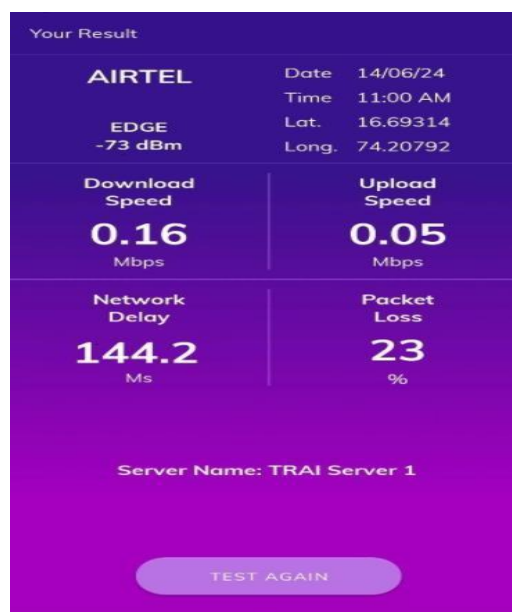 Your Result
AIRTEL
EDGE
-73 dBm
Date 14/06/24
Time 11:00 AM
Lat. 16.69314
Long. 74.20792
Download
Speed
0.16
Mbps
Upload
Speed
0.05
Mbps
Network
Delay
144.2
Ms
Packet
Loss
23
%
Server Name: TRAI Server 1
TEST AGAIN